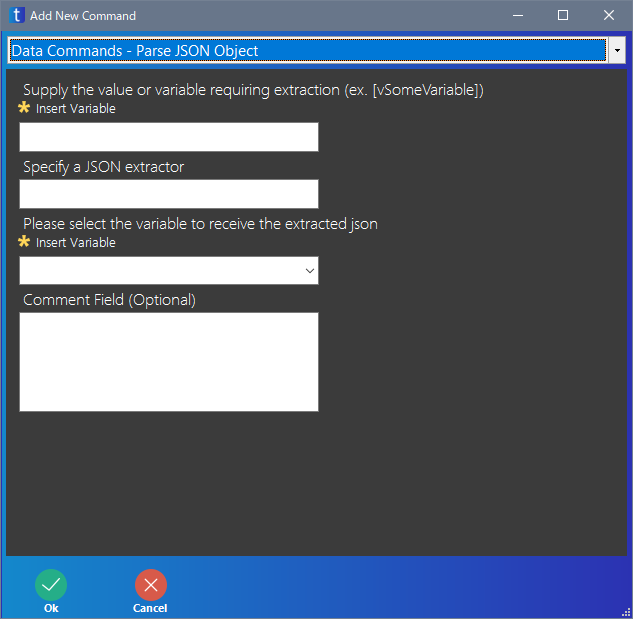 t Add New Command
Data Commands - Parse JSON Object
Supply the value or variable requiring extraction (ex. [vSomeVariable])
Insert Variable
Specify a JSON extractor
Please select the variable to receive the extracted json
Insert Variable
Comment Field (Optional)
Ok Cancel